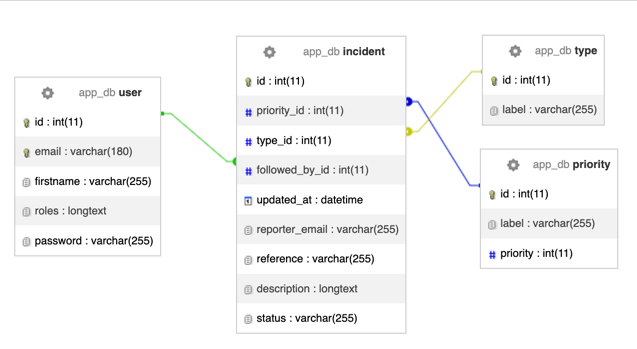 app_db user
id : int(11)
email : varchar(180)
firstname : varchar(255)
roles : longtext
password : varchar(255)
app_db incident
id : int(11)
priority_id : int(11)
type_id : int(11)
followed_by_id : int(11)
updated_at : datetime
reporter_email : varchar(255)
reference : varchar(255)
description : longtext
status : varchar(255)
app_db type
id : int(11)
label : varchar(255)
app_db priority
id : int(11)
label : varchar(255)
priority : int(11)